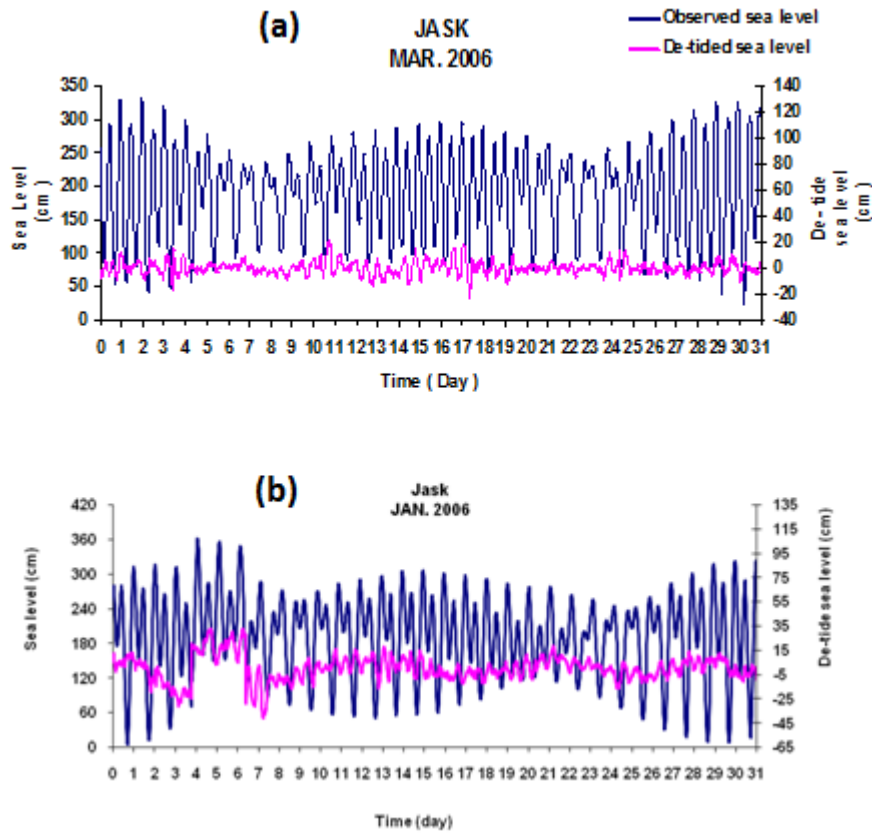 (a)
JASK
MAR. 2006
Observed sea level
De-tided sea level
350
300
250
200
150
100
50
0
Sea Level
(cm)
140
120
100
80
60
40
20
0
-20
-40
De-tide
sea level
(cm)
0 1 2 3 4 5 6 7 8 9 10 11 12 13 14 15 16 17 18 19 20 21 22 23 24 25 26 27 28 29 30 31
Time ( Day )
(b)
Jask
JAN. 2006
420
360
300
240
180
120
60
0
Sea level (cm)
135
115
95
75
55
35
15
-5
-25
-45
-65
De-tide sea level (cm)
0 1 2 3 4 5 6 7 8 9 10 11 12 13 14 15 16 17 18 19 20 21 22 23 24 25 26 27 28 29 30 31
Time (day)